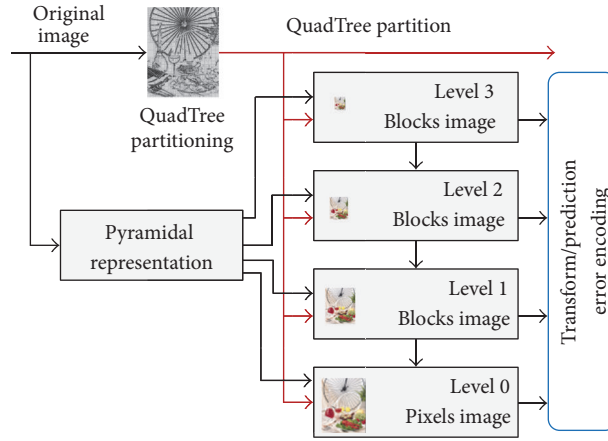 Original
image
QuadTree partition
QuadTree
partitioning
Level 3
Blocks image
Level 2
Blocks image
Pyramidal
representation
Level 1
Blocks image
Level 0
Pixels image
Transform/prediction
error encoding